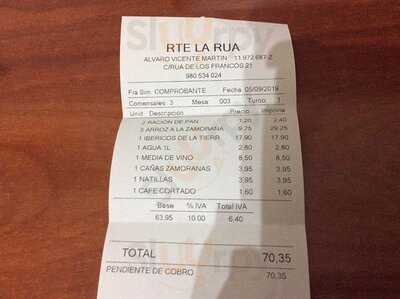 RTE LA RUA
ALVARO VICENTE MARTIN 11.972.687-Z
C/RUA DE LOS FRANCOS 21
980 534 024
Fra.Sim. COMPROBANTE Fecha 05/09/2019
Comensales 3 Mesa 003 Turno 1
Unid Descripción Precio Importe
2 RACIÓN DE PAN 1,20 2,40
3 ARROZ A LA ZAMORANA 9,75 29,25
1 IBERICOS DE LA TIERR 17,90 17,90
1 AGUA 1L 2,80 2,80
1 MEDIA DE VINO 8,50 8,50
1 CAÑAS ZAMORANAS 3,95 3,95
1 NATILLAS 3,95 3,95
1 CAFE CORTADO 1,60 1,60
Base % IVA Total IVA
63,95 10.00 6,40
TOTAL 70,35
PENDIENTE DE COBRO 70,35